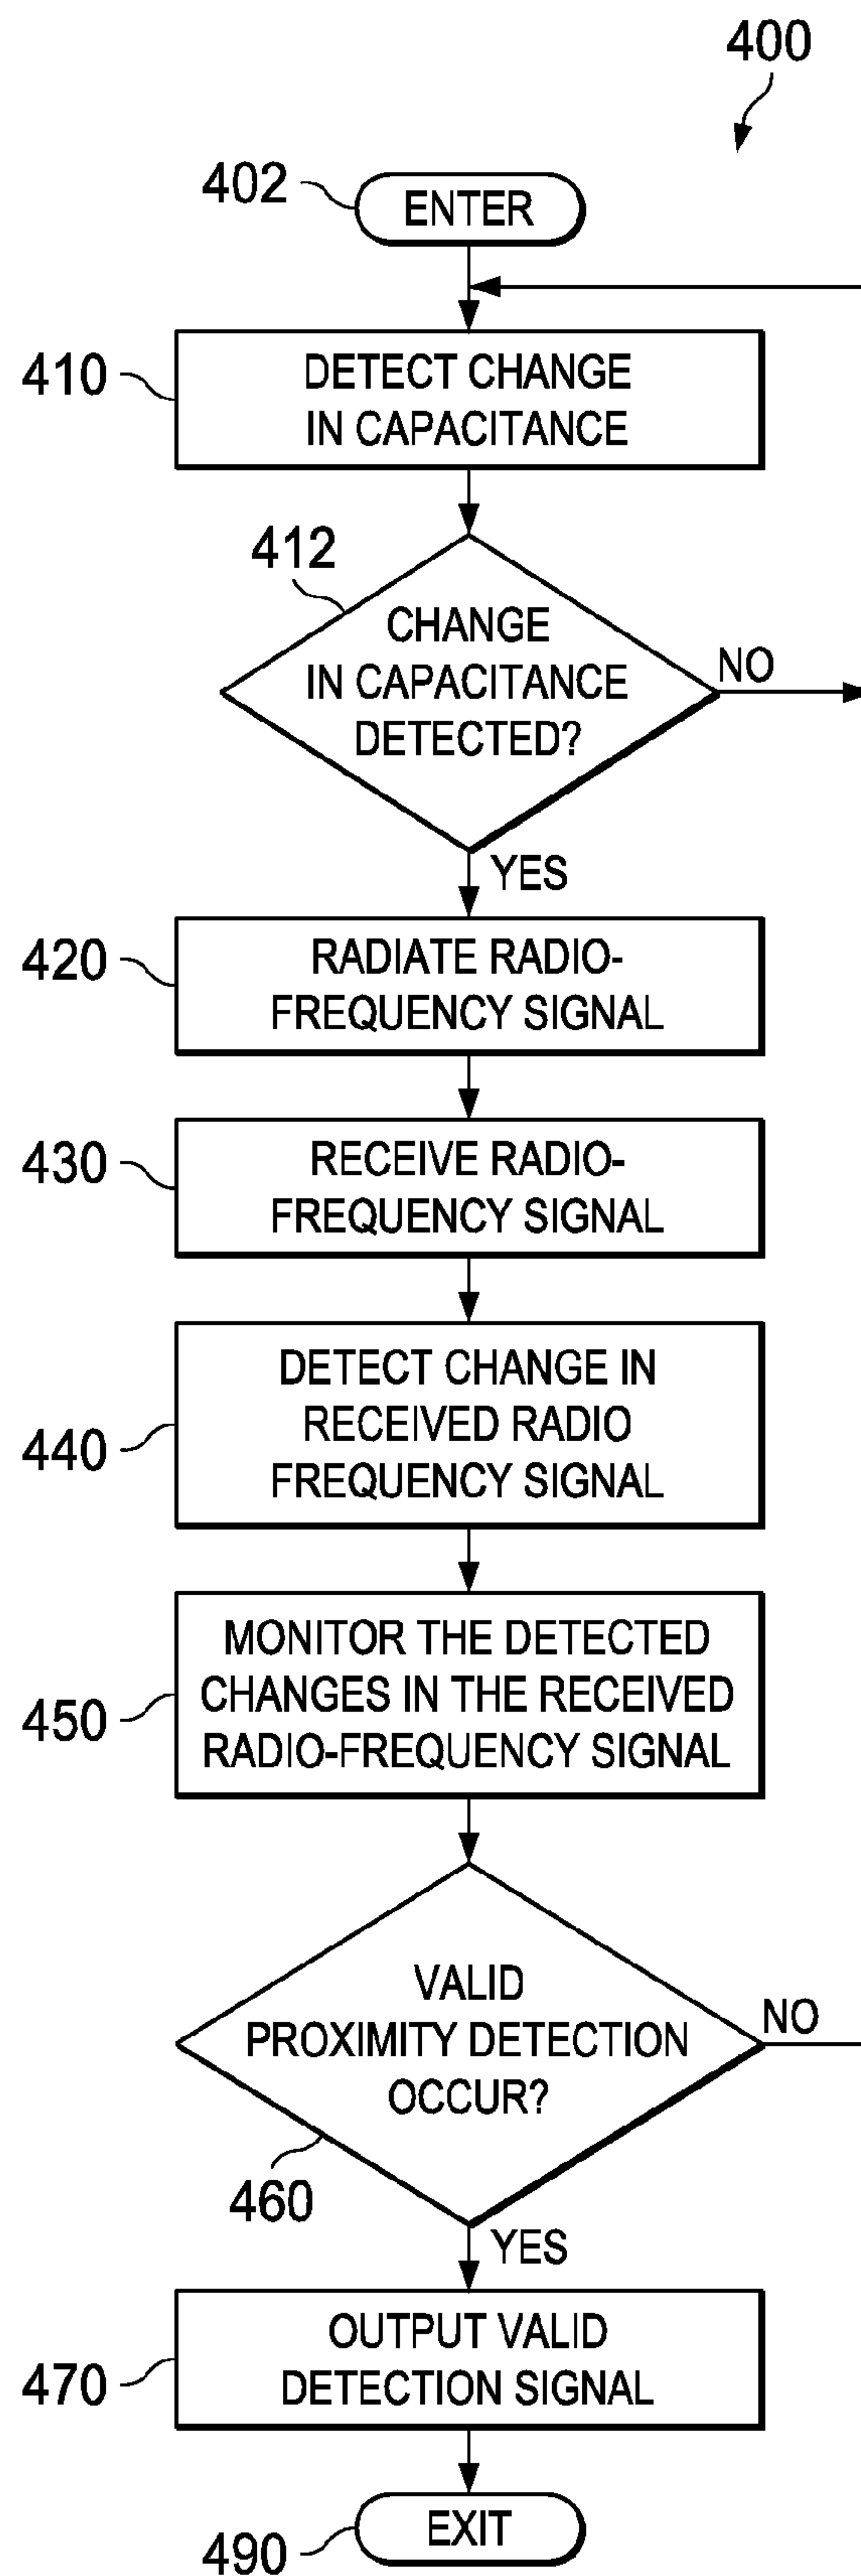 400
402
ENTER
410
DETECT CHANGE
IN CAPACITANCE
412
CHANGE
IN CAPACITANCE
DETECTED?
NO
YES
420
RADIATE RADIO-
FREQUENCY SIGNAL
430
RECEIVE RADIO-
FREQUENCY SIGNAL
440
DETECT CHANGE IN
RECEIVED RADIO
FREQUENCY SIGNAL
450
MONITOR THE DETECTED
CHANGES IN THE RECEIVED
RADIO-FREQUENCY SIGNAL
VALID
PROXIMITY DETECTION
OCCUR?
NO
460
YES
470
OUTPUT VALID
DETECTION SIGNAL
490
EXIT